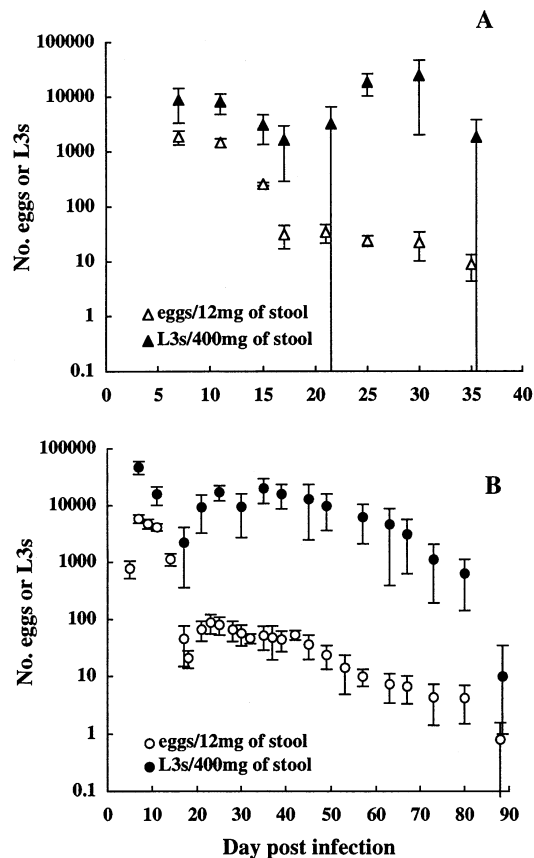 A
100000
10000
1000
100
10
1
0.1
No. eggs or L3s
△ eggs/12mg of stool
▲ L3s/400mg of stool
0 5 10 15 20 25 30 35 40
B
100000
10000
1000
100
10
1
0.1
No. eggs or L3s
○ eggs/12mg of stool
● L3s/400mg of stool
0 10 20 30 40 50 60 70 80 90
Day post infection